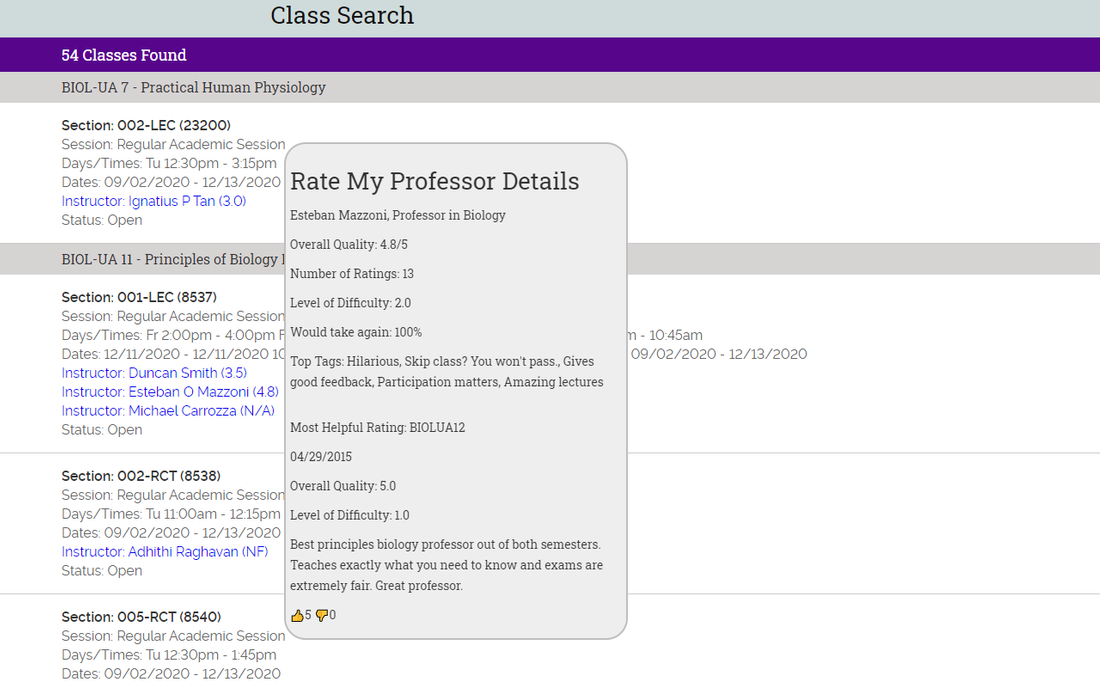 Class Search
54 Classes Found
BIOL-UA 7 - Practical Human Physiology
Section: 002-LEC (23200)
Session: Regular Academic Session
Days/Times: Tu 12:30pm - 3:15pm
Dates: 09/02/2020 - 12/13/2020
Instructor: Ignatius P Tan (3.0)
Status: Open
BIOL-UA 11 - Principles of Biology
Section: 001-LEC (8537)
Session: Regular Academic Session
Days/Times: Fr 2:00pm - 4:00pm
- 10:45am
Dates: 12/11/2020 - 12/11/2020
09/02/2020 - 12/13/2020
Instructor: Duncan Smith (3.5)
Instructor: Esteban O Mazzoni (4.8)
Instructor: Michael Carrozza (N/A)
Status: Open
Section: 002-RCT (8538)
Session: Regular Academic Session
Days/Times: Tu 11:00am - 12:15pm
Dates: 09/02/2020 - 12/13/2020
Instructor: Adhithi Raghavan (NF)
Status: Open
Section: 005-RCT (8540)
Session: Regular Academic Session
Days/Times: Tu 12:30pm - 1:45pm
Dates: 09/02/2020 - 12/13/2020
Rate My Professor Details
Esteban Mazzoni, Professor in Biology
Overall Quality: 4.8/5
Number of Ratings: 13
Level of Difficulty: 2.0
Would take again: 100%
Top Tags: Hilarious, Skip class? You won't pass., Gives
good feedback, Participation matters, Amazing lectures
Most Helpful Rating: BIOLUA12
04/29/2015
Overall Quality: 5.0
Level of Difficulty: 1.0
Best principles biology professor out of both semesters.
Teaches exactly what you need to know and exams are
extremely fair. Great professor.
👍5 👎0